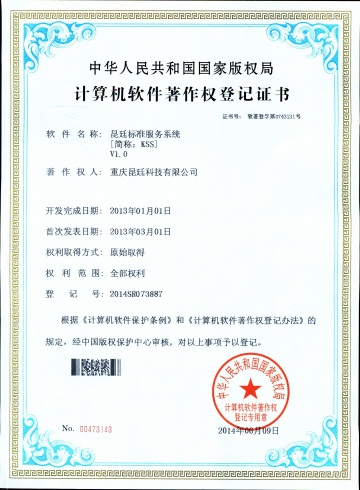 中华人民共和国国家版权局
计算机软件著作权登记证书
证书号： 软著登字第0743131号
软件名称： 昆廷标准服务系统
[简称：KSS]
V1.0
著作权人： 重庆昆廷科技有限公司
开发完成日期： 2013年01月01日
首次发表日期： 2013年03月01日
权利取得方式： 原始取得
权利范围： 全部权利
登记号： 2014SR073887
根据《计算机软件保护条例》和《计算机软件著作权登记办法》的
规定，经中国版权保护中心审核，对以上事项予以登记。
中华人民共和国国家版权局
计算机软件著作权
登记专用章
No. 00473143
2014年06月09日